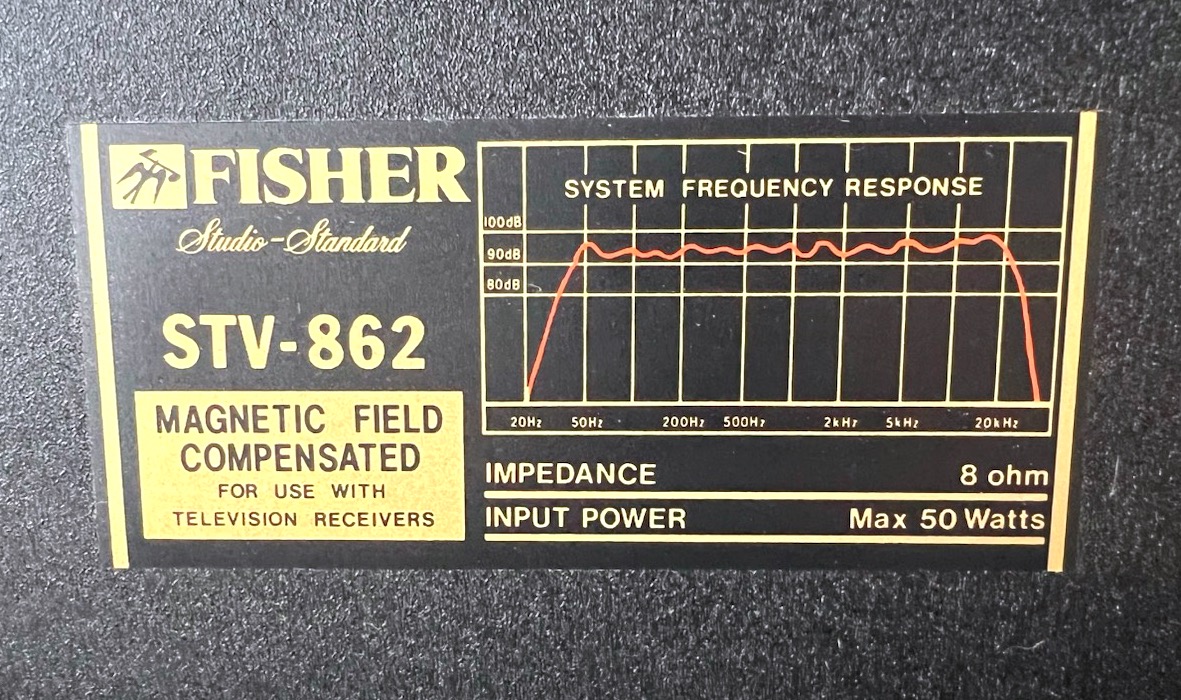 FISHER
Studio-Standard
STV-862
MAGNETIC FIELD
COMPENSATED
FOR USE WITH
TELEVISION RECEIVERS
SYSTEM FREQUENCY RESPONSE
100dB
90dB
80dB
20Hz 50Hz 200Hz 500Hz 2kHz 5kHz 20kHz
IMPEDANCE 8 ohm
INPUT POWER Max 50 Watts